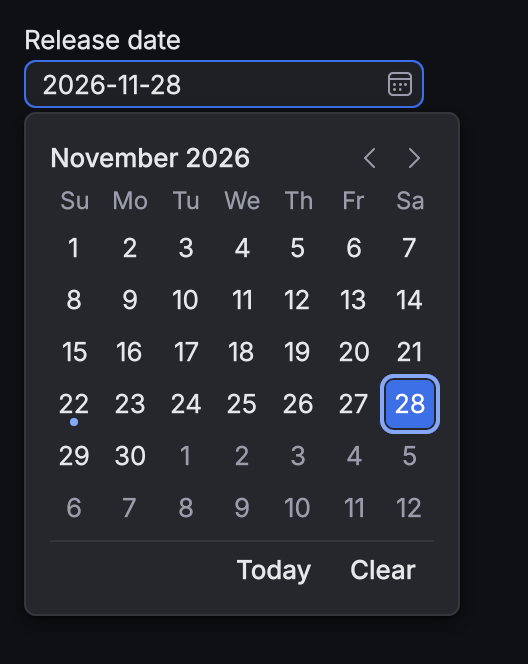 Release date
2026-11-28
November 2026
Su Mo Tu We Th Fr Sa
1 2 3 4 5 6 7
8 9 10 11 12 13 14
15 16 17 18 19 20 21
22 23 24 25 26 27 28
29 30 1 2 3 4 5
6 7 8 9 10 11 12
Today Clear